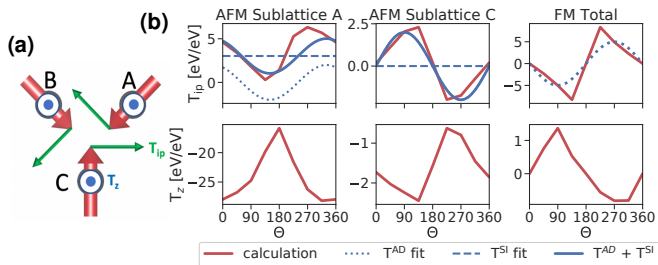 (a)
B
A
T_ip
C
T_z
(b)
AFM Sublattice A
AFM Sublattice C
FM Total
T_ip [eV/eV]
5
0
2.5
0.0
5
0
−5
T_z [eV/eV]
−20
−25
−1
−2
1
0
0 90 180 270 360
0 90 180 270 360
0 90 180 270 360
Θ
Θ
Θ
calculation
T^AD fit
T^SI fit
T^AD + T^SI